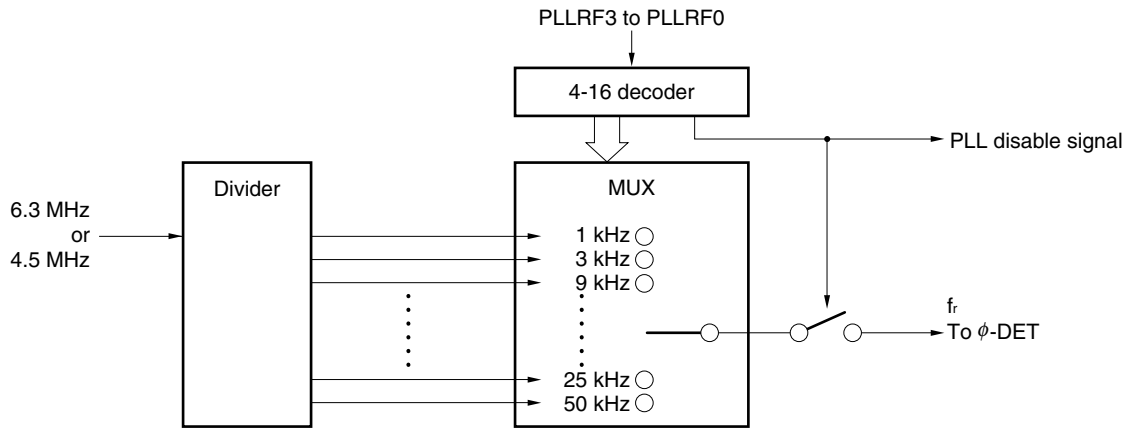 PLLRF3 to PLLRF0
4-16 decoder
PLL disable signal
Divider
MUX
6.3 MHz
or
4.5 MHz
1 kHz
3 kHz
9 kHz
25 kHz
50 kHz
fr
To ϕ-DET